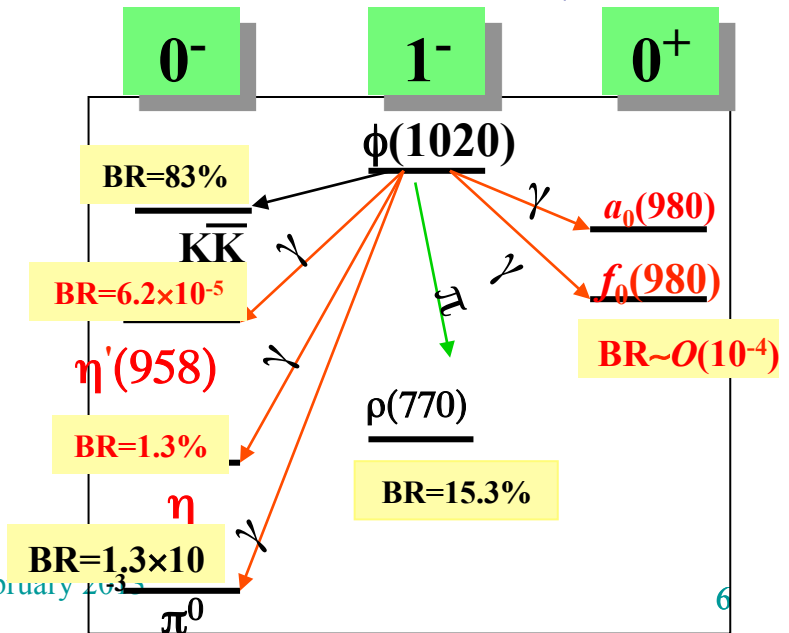 0⁻ 1⁻ 0⁺
ϕ(1020)
BR=83%
KK̅
γ
γ
γ
γ
γ
π
a₀(980)
f₀(980)
BR~O(10⁻⁴)
BR=6.2×10⁻⁵
η'(958)
ρ(770)
BR=1.3%
BR=15.3%
η
BR=1.3×10
-3
π⁰
6